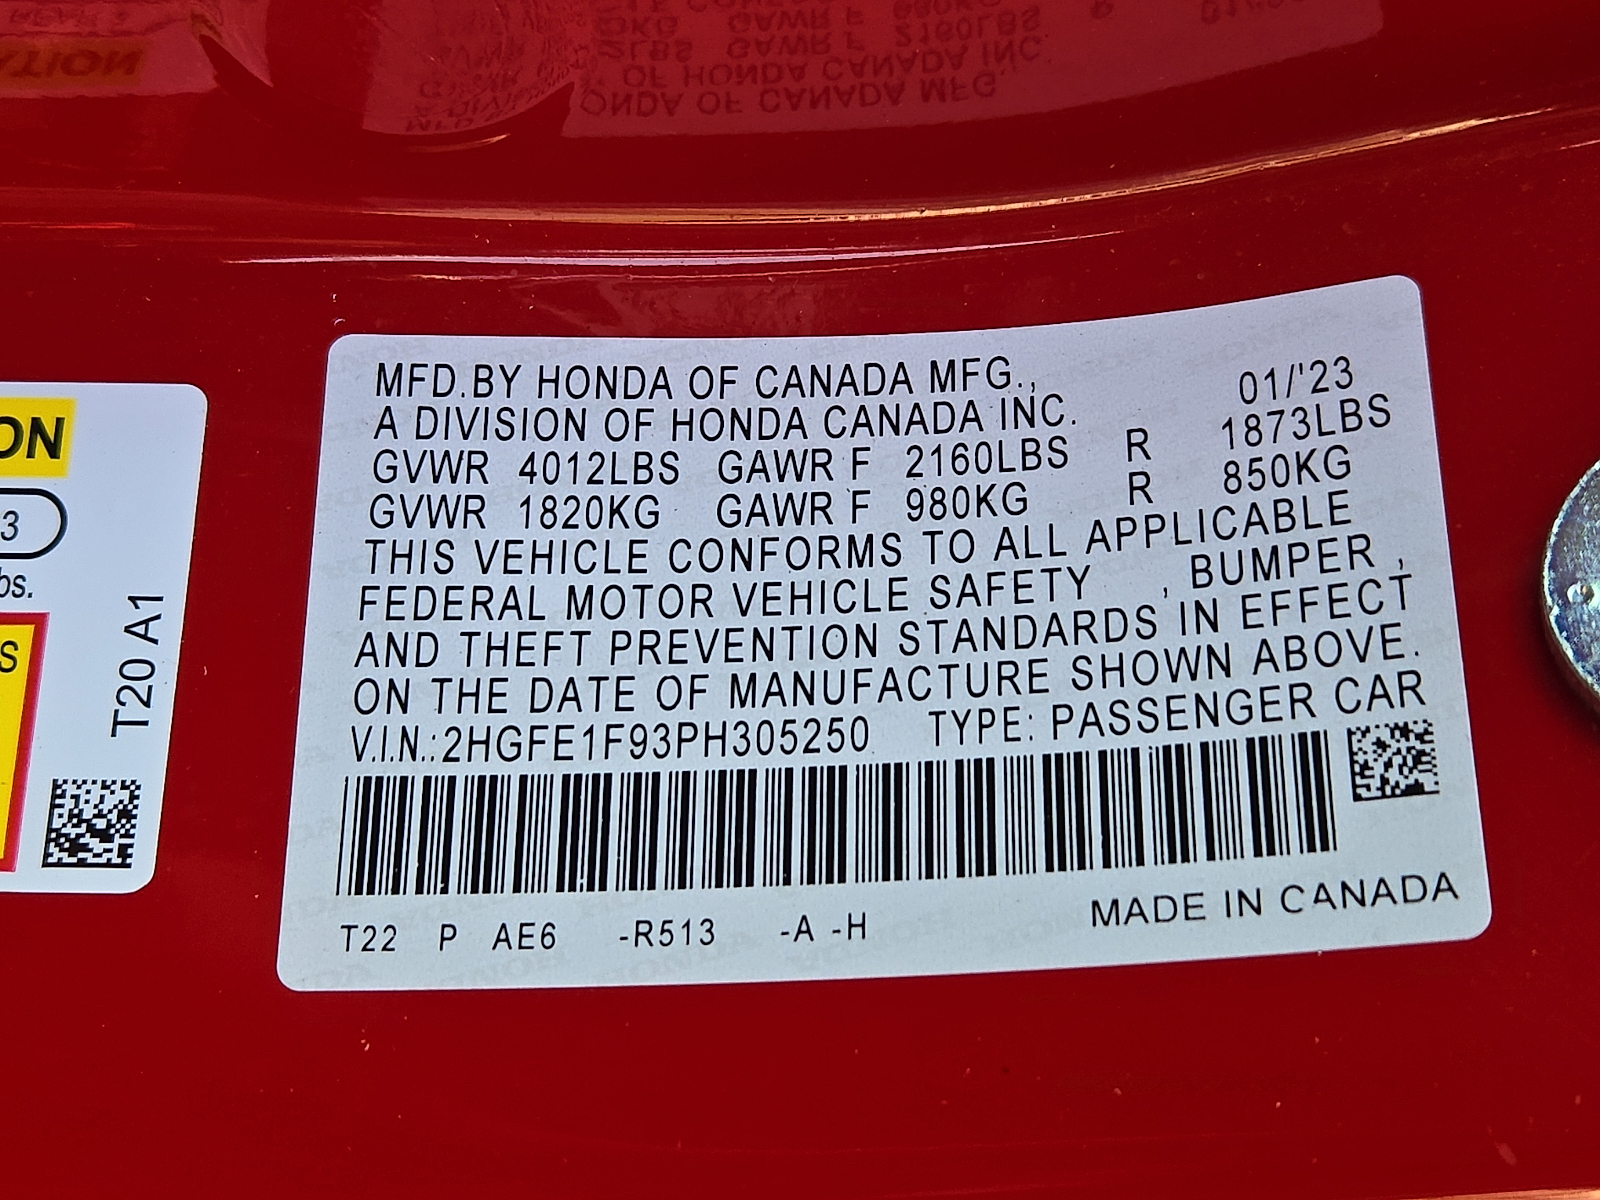 MFD.BY HONDA OF CANADA MFG., 01/'23
A DIVISION OF HONDA CANADA INC.
GVWR 4012LBS GAWR F 2160LBS R 1873LBS
GVWR 1820KG GAWR F 980KG R 850KG
THIS VEHICLE CONFORMS TO ALL APPLICABLE
FEDERAL MOTOR VEHICLE SAFETY , BUMPER ,
AND THEFT PREVENTION STANDARDS IN EFFECT
ON THE DATE OF MANUFACTURE SHOWN ABOVE.
V.I.N.:2HGFE1F93PH305250 TYPE: PASSENGER CAR
T22 P AE6 -R513 -A -H MADE IN CANADA
ON
3
bs.
S
T20 A1